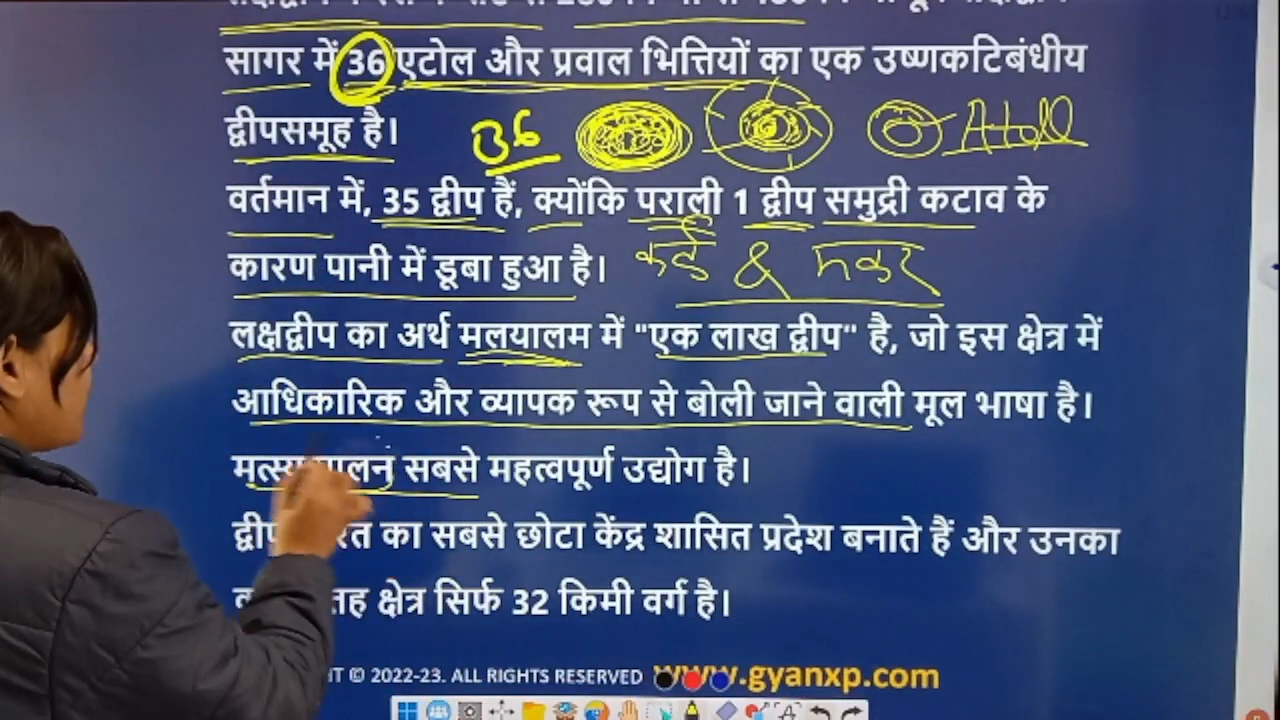 सागर में 36 एटोल और प्रवाल भित्तियों का एक उष्णकटिबंधीय
द्वीपसमूह है।
36
Atoll
वर्तमान में, 35 द्वीप हैं, क्योंकि पराली 1 द्वीप समुद्री कटाव के
कारण पानी में डूबा हुआ है।
&
लक्षद्वीप का अर्थ मलयालम में "एक लाख द्वीप" है, जो इस क्षेत्र में
आधिकारिक और व्यापक रूप से बोली जाने वाली मूल भाषा है।
सबसे महत्वपूर्ण उद्योग है।
का सबसे छोटा केंद्र शासित प्रदेश बनाते हैं और उनका
क्षेत्र सिर्फ 32 किमी वर्ग है।
© 2022-23. ALL RIGHTS RESERVED www.gyanxp.com